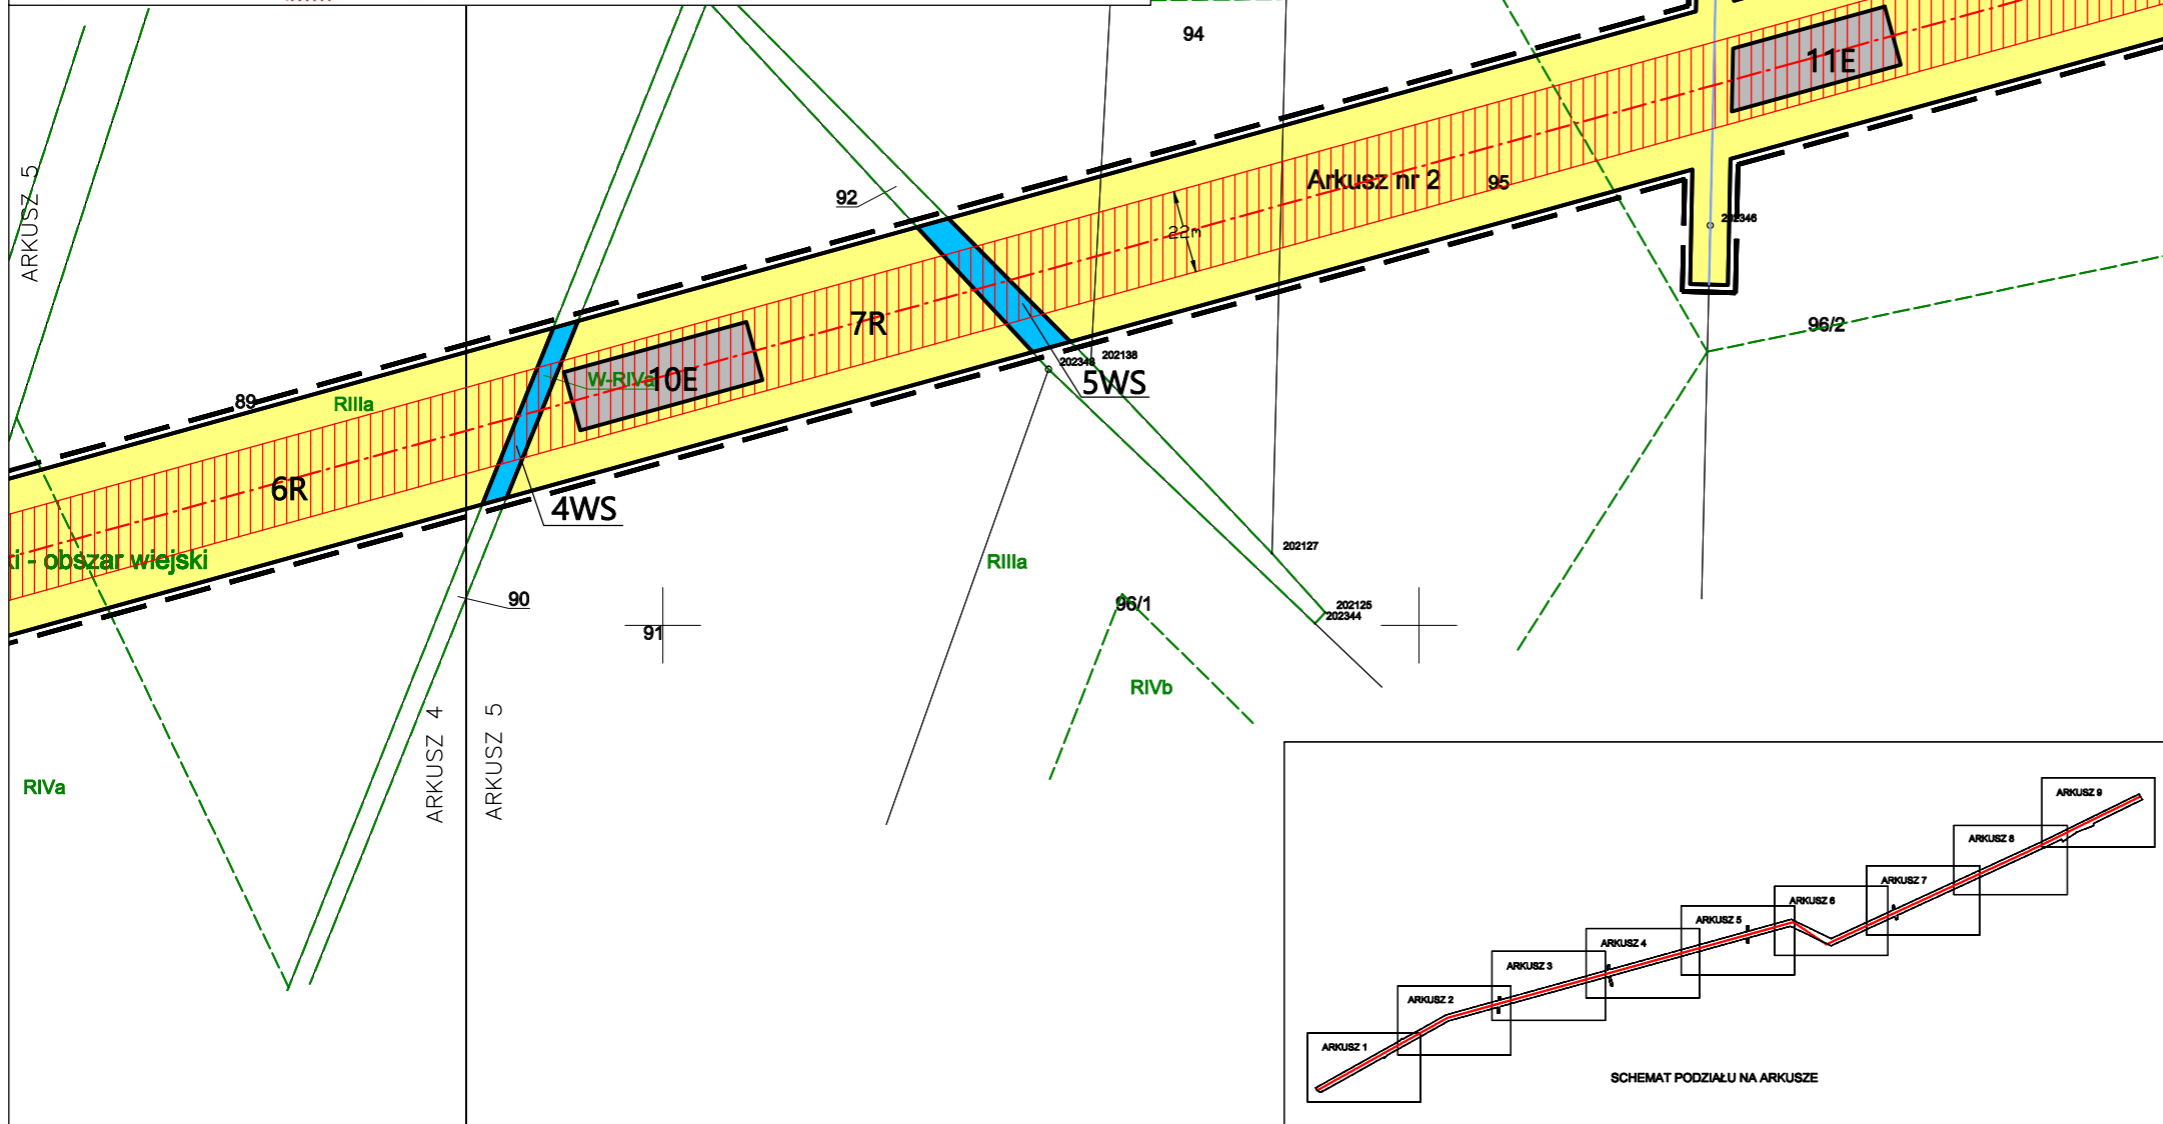 94
11E
ARKUSZ 5
92
Arkusz nr 2
95
22m
202346
7R
96/2
202138
5WS
W-RIVa
10E
89
RIIIa
6R
4WS
- obszar wiejski
RIIIa
202127
90
91
96/1
202125
202344
RIVb
ARKUSZ 4
ARKUSZ 5
RIVa
ARKUSZ 9
ARKUSZ 8
ARKUSZ 7
ARKUSZ 6
ARKUSZ 5
ARKUSZ 4
ARKUSZ 3
ARKUSZ 2
ARKUSZ 1
SCHEMAT PODZIAŁU NA ARKUSZE